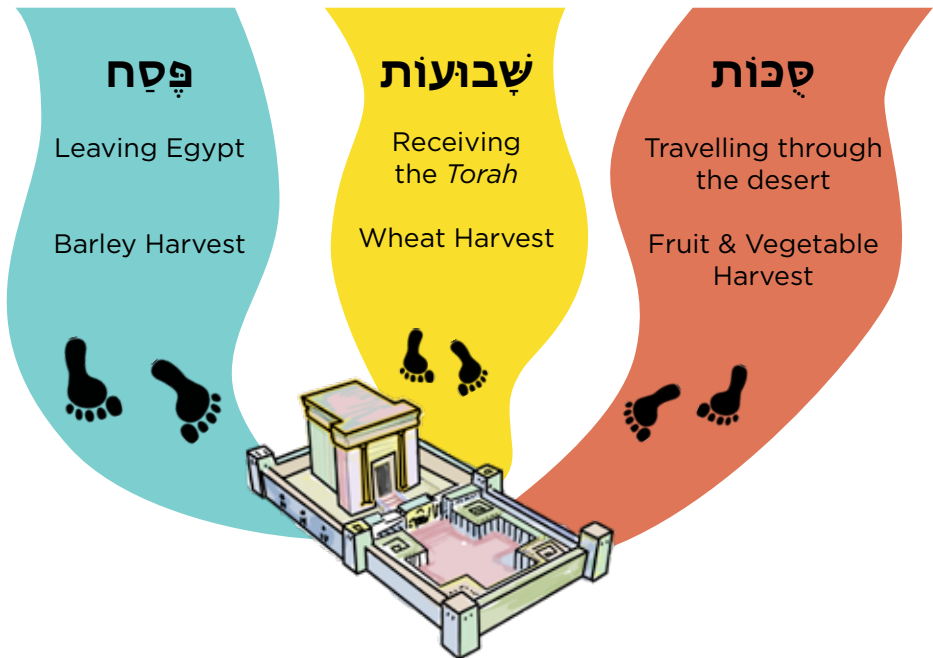 פֶּסַח
Leaving Egypt
Barley Harvest
שָׁבוּעוֹת
Receiving
the Torah
Wheat Harvest
סֻכּוֹת
Travelling through
the desert
Fruit & Vegetable
Harvest